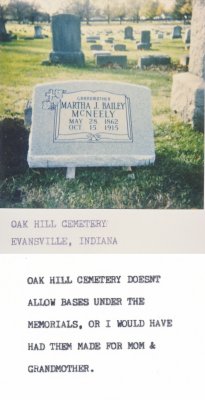 GRANDMOTHER
MARTHA J. BAILEY
McNEELY
MAY 28 1862
OCT 15 1915
OAK HILL CEMETERY
EVANSVILLE, INDIANA
OAK HILL CEMETERY DOESNT
ALLOW BASES UNDER THE
MEMORIALS, OR I WOULD HAVE
HAD THEM MADE FOR MOM &
GRANDMOTHER.